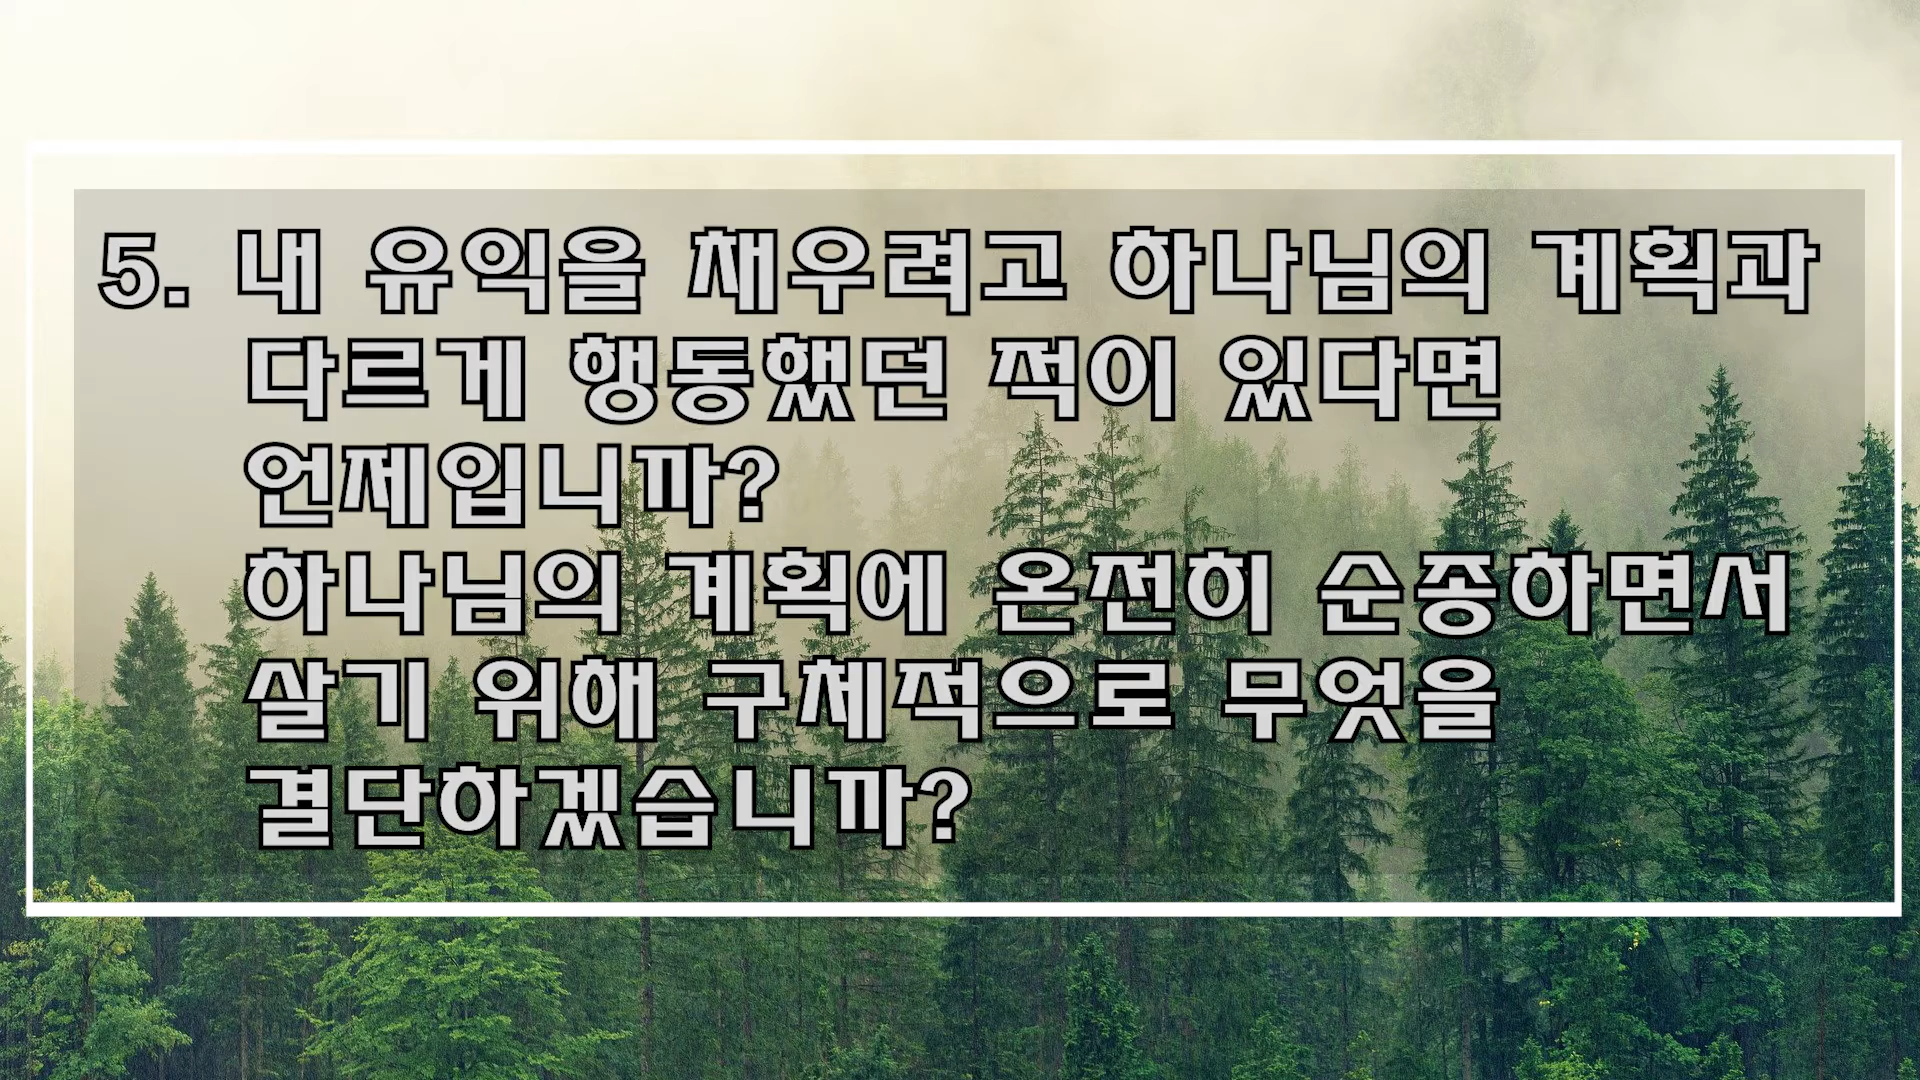 5. 내 유익을 채우려고 하나님의 계획과
다르게 행동했던 적이 있다면
언제입니까?
하나님의 계획에 온전히 순종하면서
살기 위해 구체적으로 무엇을
결단하겠습니까?